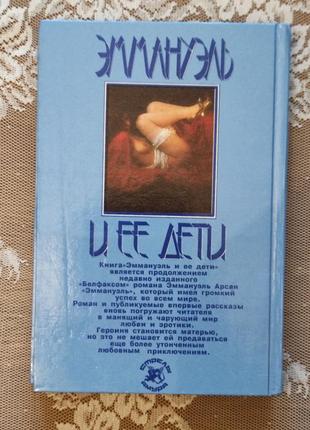 ЭММАНУЭЛЬ
И ЕЕ ДЕТИ
Книга «Эммануэль и ее дети»
является продолжением
недавно изданного
«Белфаксом» романа Эммануэль Арсан
«Эммануэль», который имел громкий
успех во всем мире.
Роман и публикуемые впервые рассказы
вновь погружают читателя
в манящий и чарующий мир
любви и эротики.
Героиня становится матерью,
но это не мешает ей предаваться
еще более утонченным
любовным приключениям.
СТРЕЛЫ
АМУРА